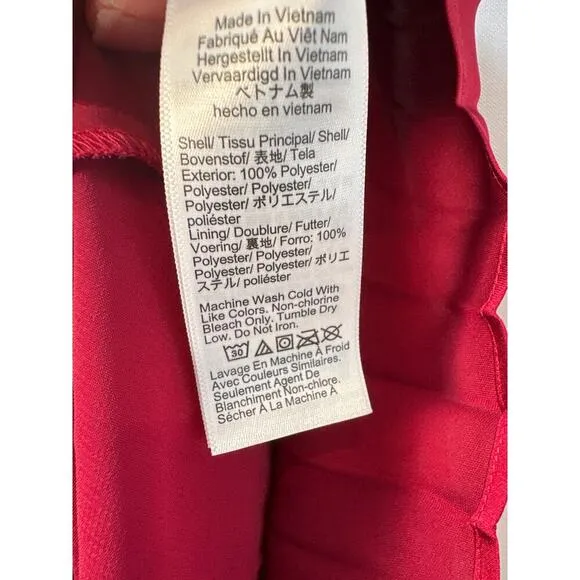 Made In Vietnam
Fabriqué Au Viêt Nam
Hergestellt In Vietnam
Vervaardigd In Vietnam
ベトナム製
hecho en vietnam
Shell/ Tissu Principal/ Shell/
Bovenstof/ 表地/ Tela
Exterior: 100% Polyester/
Polyester/ Polyester/
Polyester/ ポリエステル/
poliéster
Lining/ Doublure/ Futter/
Voering/ 裏地/ Forro: 100%
Polyester/ Polyester/
Polyester/ Polyester/ ポリエ
ステル/ poliéster
Machine Wash Cold With
Like Colors. Non-chlorine
Bleach Only. Tumble Dry
Low. Do Not Iron.
30
Lavage En Machine À Froid
Avec Couleurs Similaires.
Seulement Agent De
Blanchiment Non-chlore.
Sécher À La Machine À